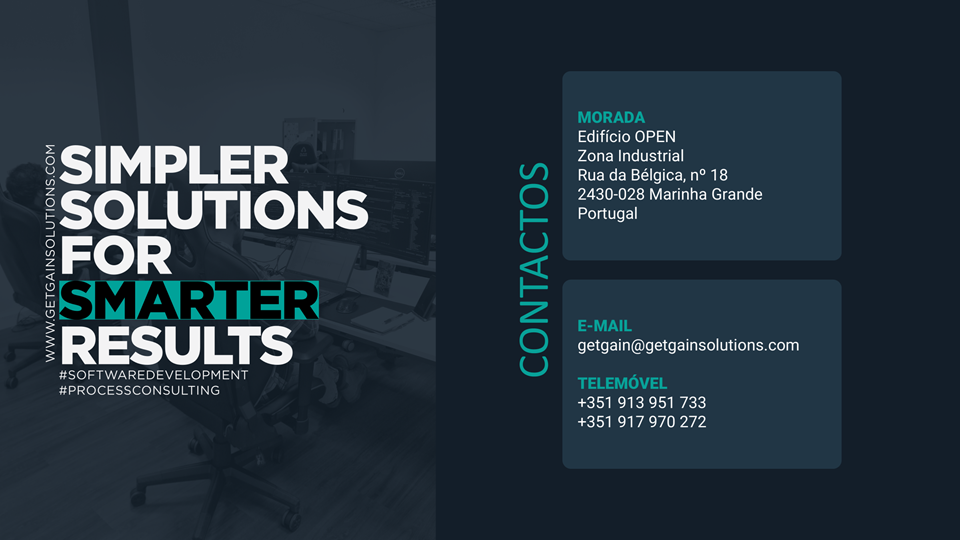 WWW.GETGAINSOLUTIONS.COM
SIMPLER
SOLUTIONS
FOR
SMARTER
RESULTS
#SOFTWAREDEVELOPMENT
#PROCESSCONSULTING
CONTACTOS
MORADA
Edifício OPEN
Zona Industrial
Rua da Bélgica, nº 18
2430-028 Marinha Grande
Portugal
E-MAIL
getgain@getgainsolutions.com
TELEMÓVEL
+351 913 951 733
+351 917 970 272